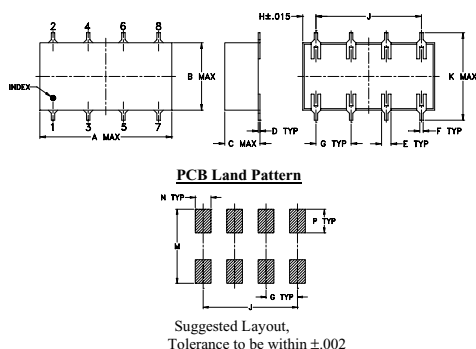 2 4 6 8
H±.015
J
B MAX
K MAX
INDEX
1 3 5 7
A MAX
C MAX
D TYP
G TYP
F TYP
E TYP
PCB Land Pattern
N TYP
P TYP
M
G TYP
J
Suggested Layout,
Tolerance to be within ±.002